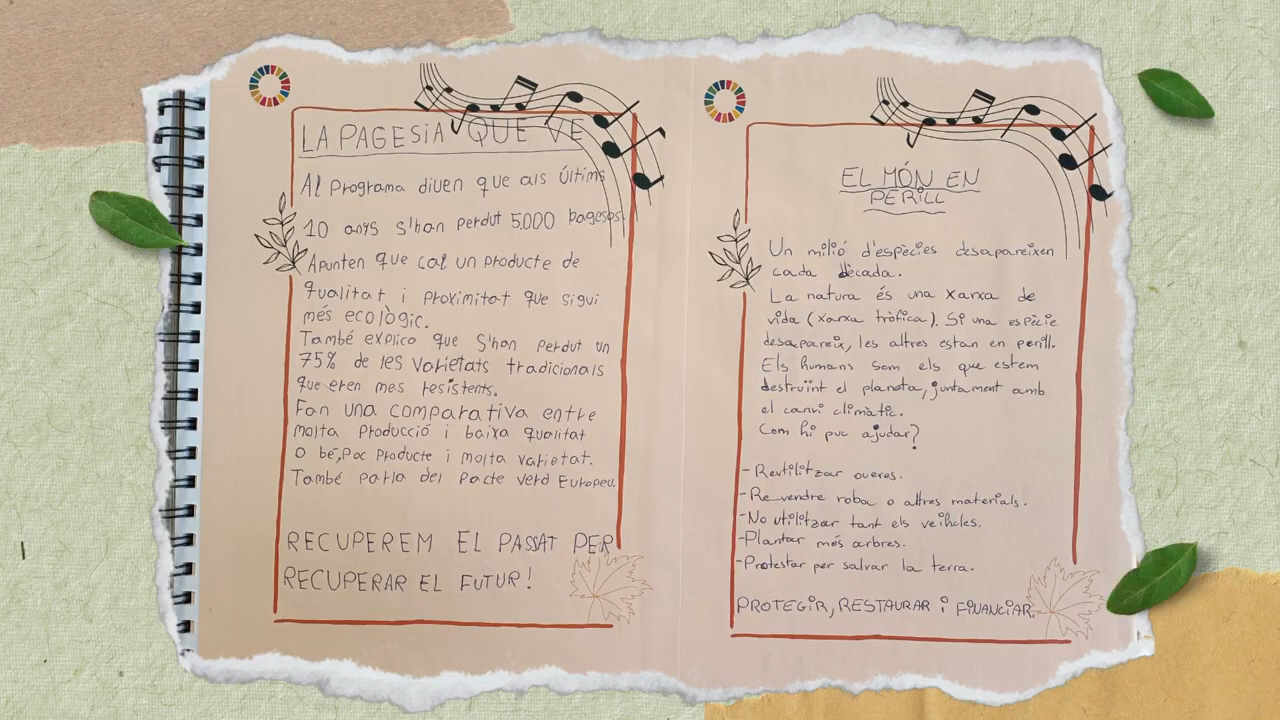 LA PAGESIA QUE VE
Al Programa diuen que als últims
10 anys s'han perdut 5.000 pagesos
Apunten que cal un producte de
qualitat i proximitat que sigui
més ecològic.
També explica que s'han perdut un
75% de les varietats tradicionals
que eren mes resistents.
Fan una comparativa entre
molta Producció i baixa qualitat
o bé, Poc Producte i molta varietat.
També parla del Pacte verd Europeu.
RECUPEREM EL PASSAT PER
RECUPERAR EL FUTUR!
EL MÓN EN
PERILL
Un milió d'espècies desapareixen
cada dècada.
La natura és una xarxa de
vida (xarxa tròfica). Si una espècie
desapareix, les altres estan en perill.
Els humans som els que estem
destruïnt el planeta, juntament amb
el canvi climàtic.
Com hi puc ajudar?
- Reutilitzar oueres.
- Re_vendre roba o altres materials.
- No utilitzar tant els veïhcles.
- Plantar més arbres.
- Protestar per salvar la terra.
PROTEGIR, RESTAURAR i FINANCIAR.